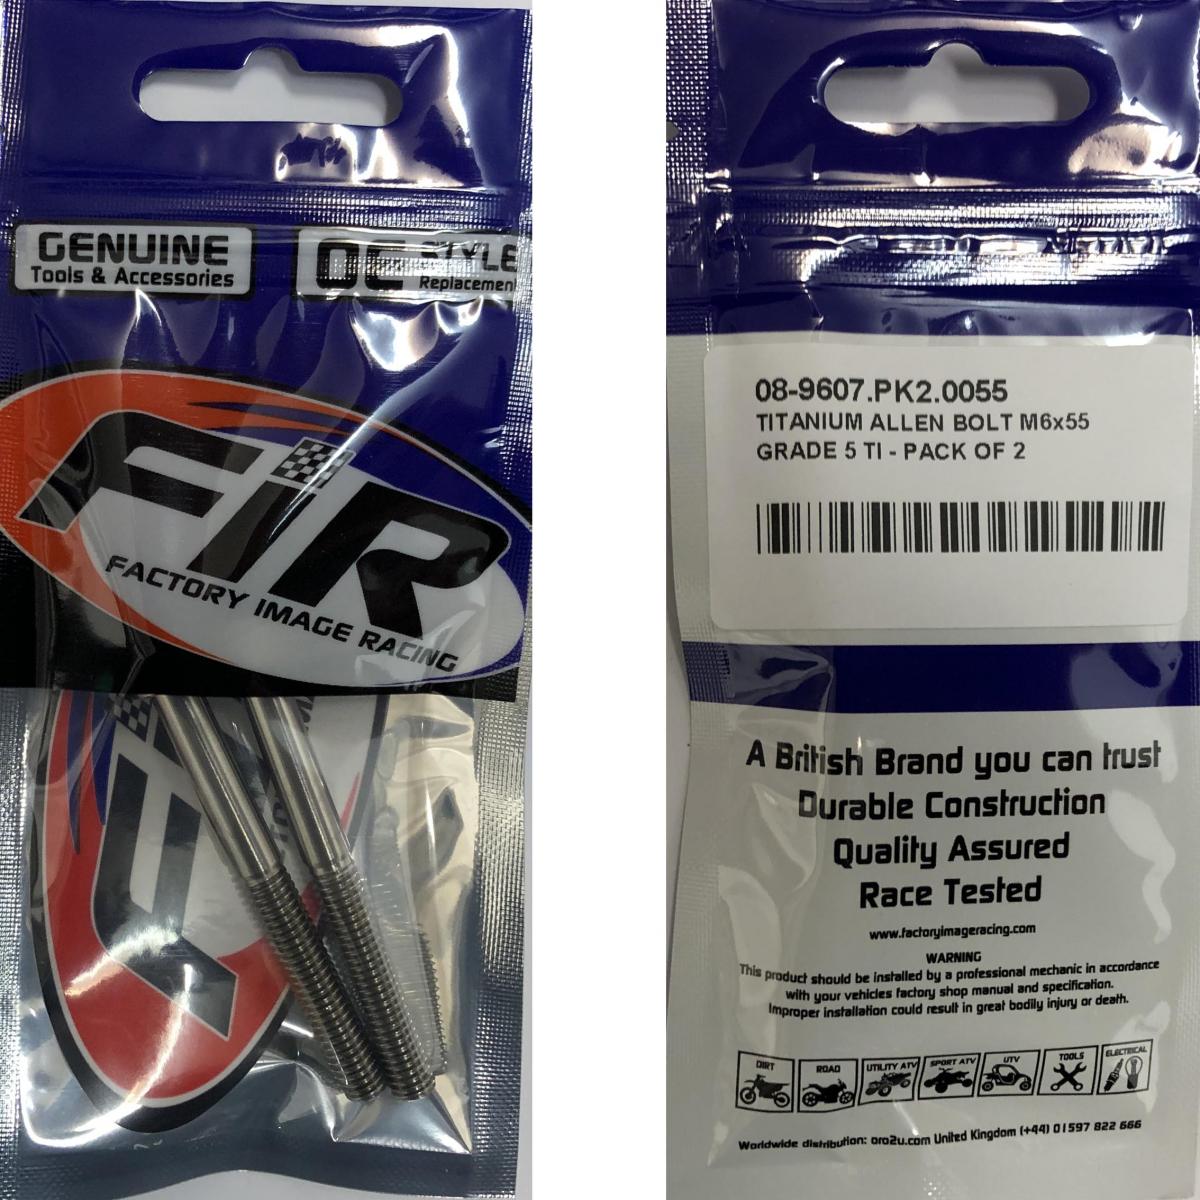 GENUINE
Tools & Accessories
OE STYLE
Replacement
FIR
FACTORY IMAGE RACING
08-9607.PK2.0055
TITANIUM ALLEN BOLT M6x55
GRADE 5 TI - PACK OF 2
A British Brand you can trust
Durable Construction
Quality Assured
Race Tested
www.factoryimageracing.com
WARNING
This product should be installed by a professional mechanic in accordance
with your vehicles factory shop manual and specification.
Improper installation could result in great bodily injury or death.
DIRT ROAD UTILITY ATV SPORT ATV UTV TOOLS ELECTRICAL
Worldwide distribution: oro2u.com United Kingdom (+44) 01597 822 666